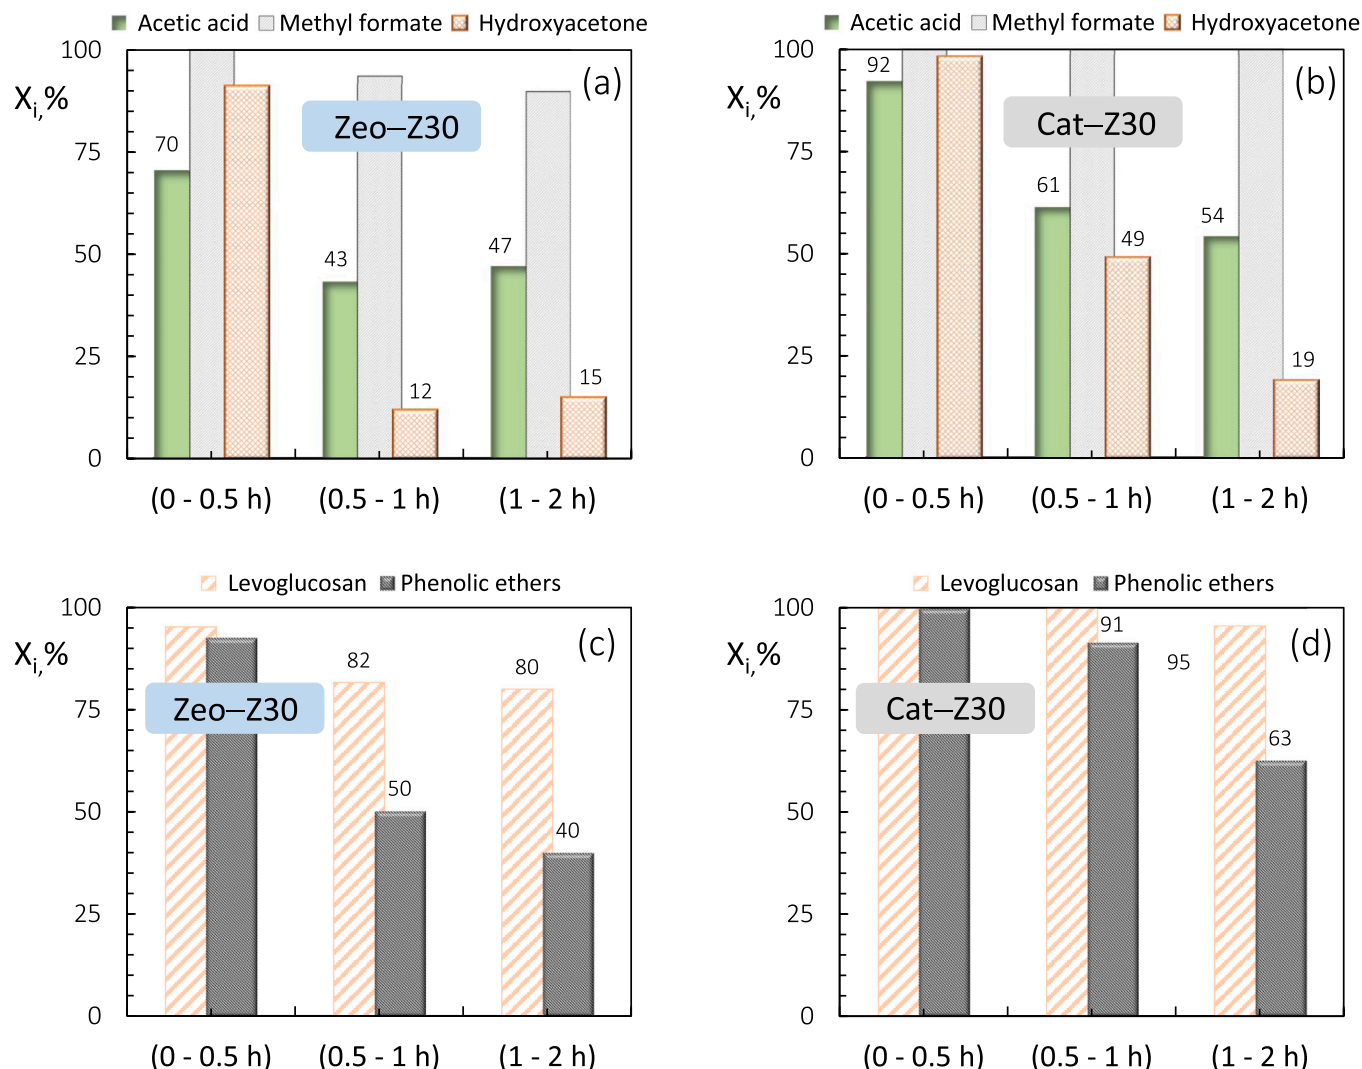 Acetic acid Methyl formate Hydroxyacetone
100
(a)
X_i,%
Zeo–Z30
75
70
50
43
47
25
12
15
0
(0 - 0.5 h) (0.5 - 1 h) (1 - 2 h)
Acetic acid Methyl formate Hydroxyacetone
100
(b)
X_i,%
92
Cat–Z30
75
61
54
50
49
25
19
0
(0 - 0.5 h) (0.5 - 1 h) (1 - 2 h)
Levoglucosan Phenolic ethers
100
(c)
X_i,%
82
80
Zeo–Z30
75
50
50
40
25
0
(0 - 0.5 h) (0.5 - 1 h) (1 - 2 h)
Levoglucosan Phenolic ethers
100
(d)
X_i,%
91
95
Cat–Z30
75
63
50
25
0
(0 - 0.5 h) (0.5 - 1 h) (1 - 2 h)